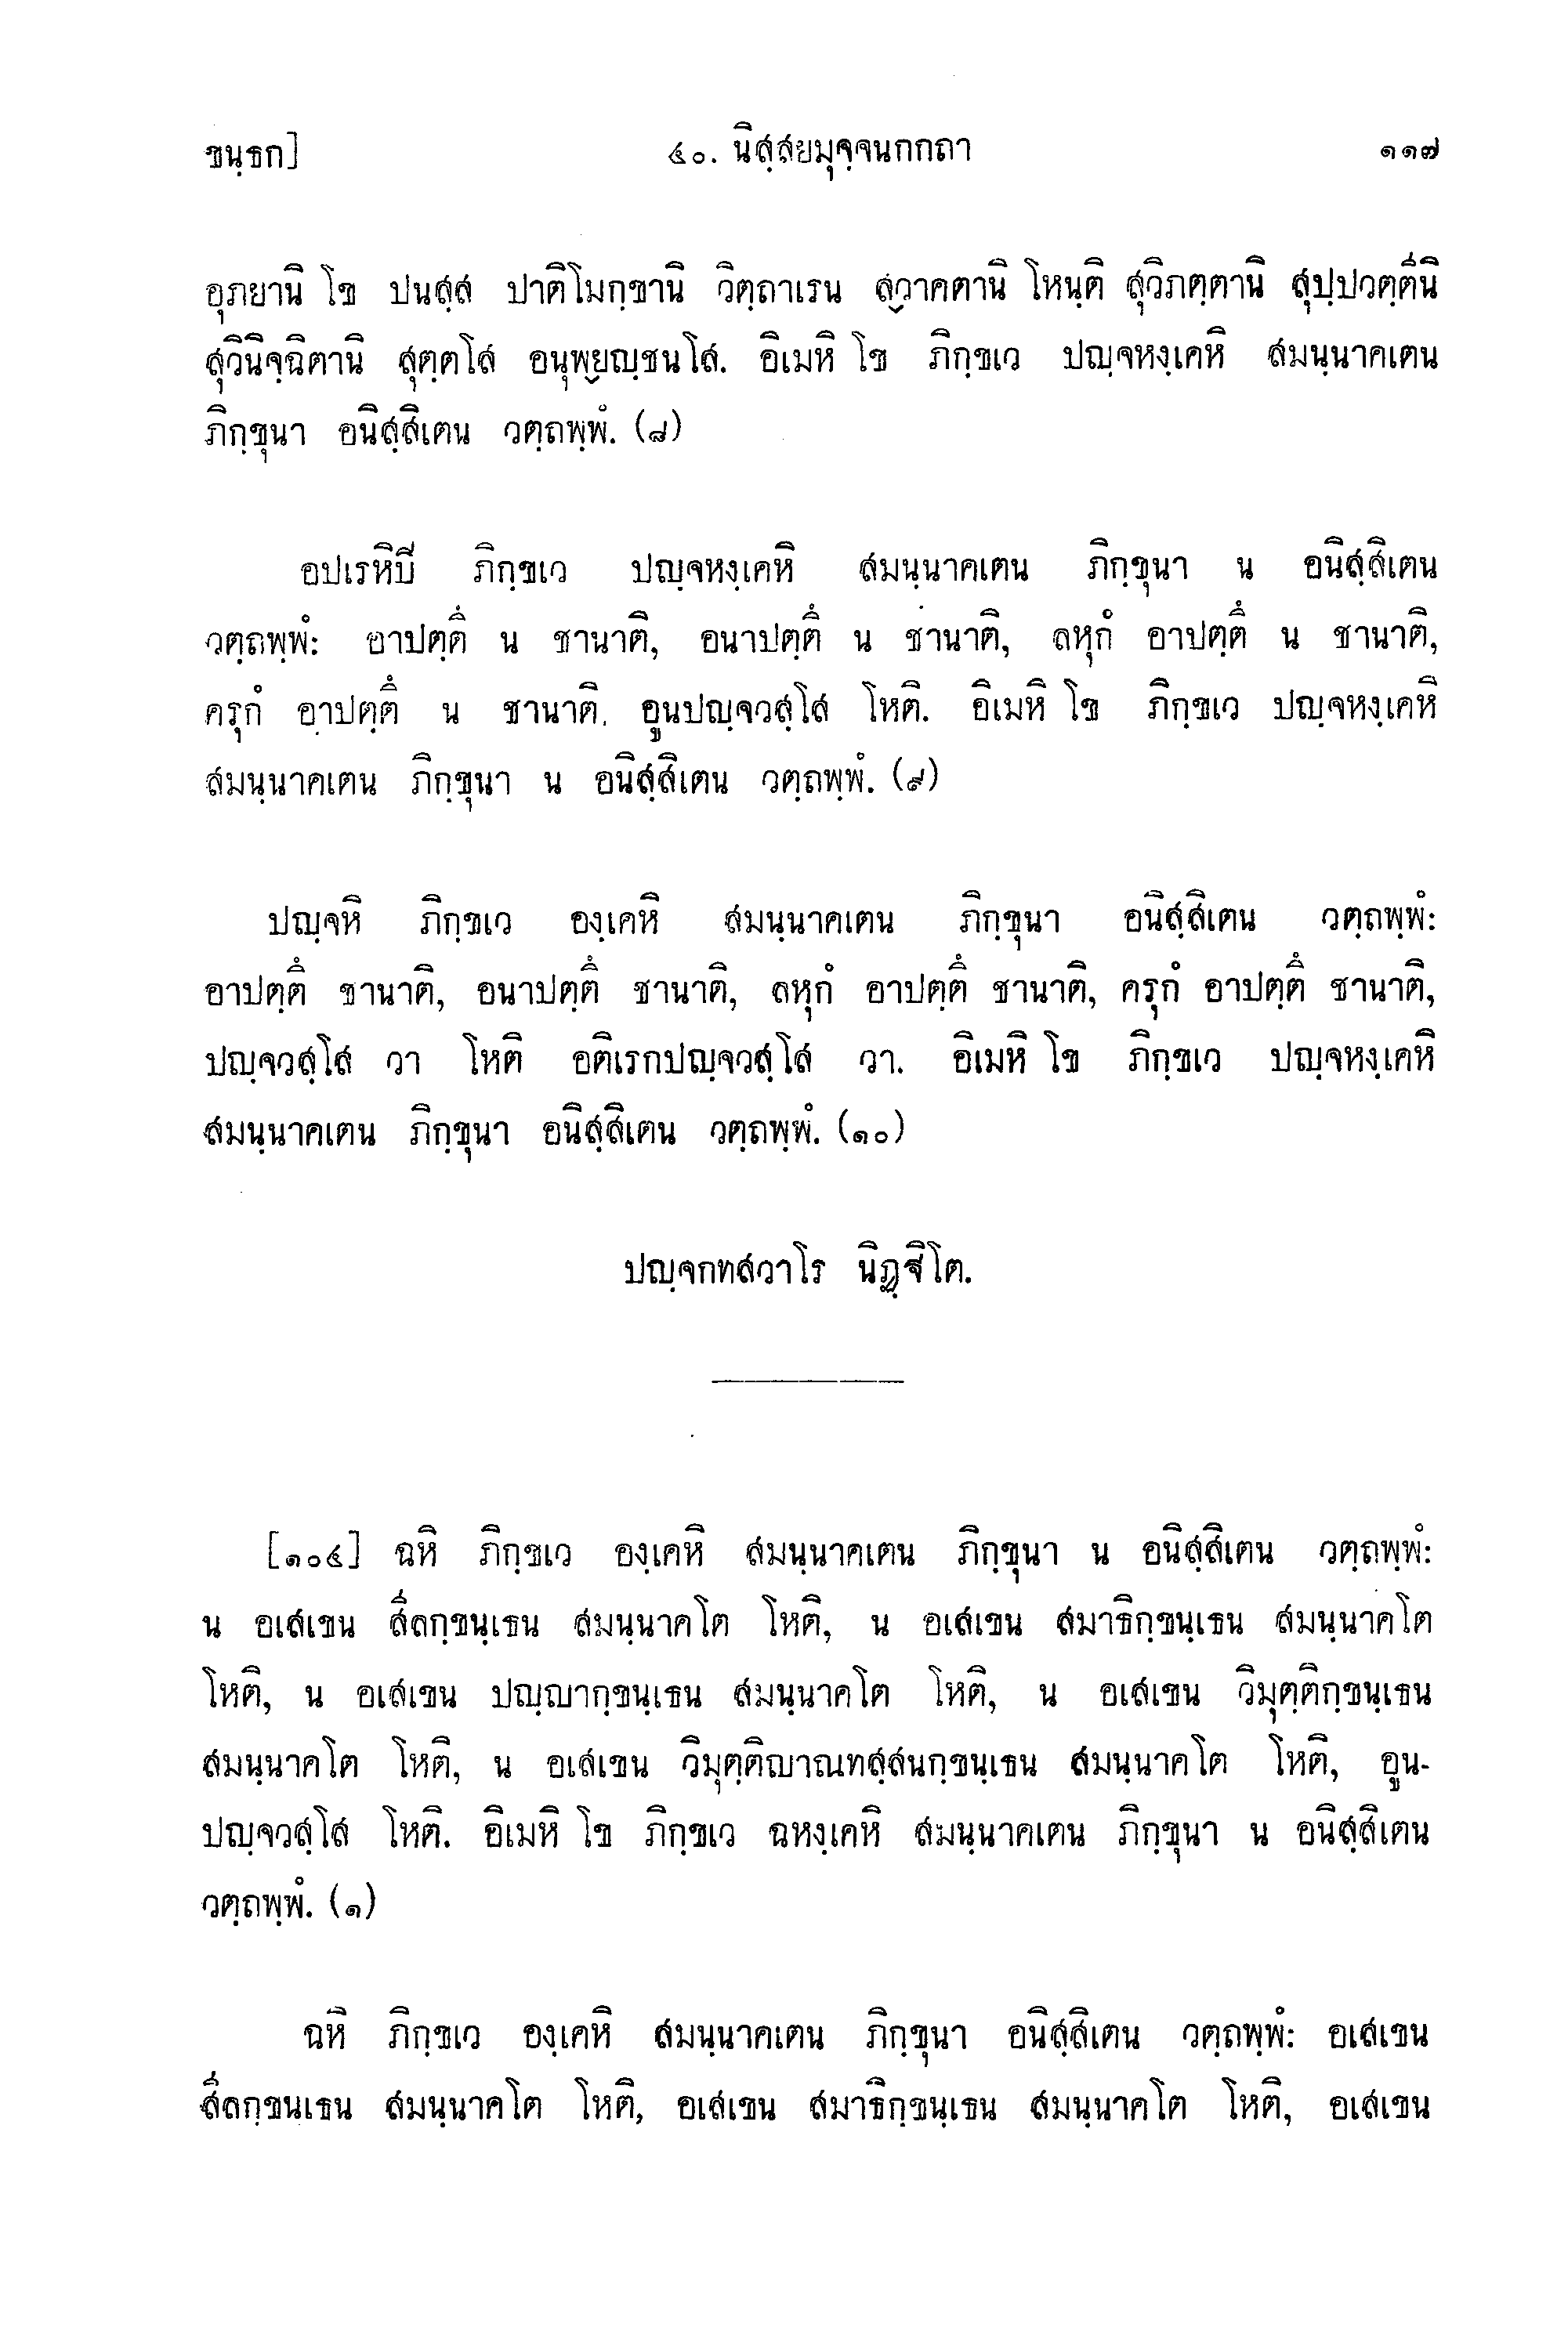 ขนฺธก] ๔๐. นิสฺสยมุจฺจนกกถา ๑๑๗
อุภยานิ โข ปนสฺส ปาติโมกฺขานิ วิตฺถาเรน ส๎วาคตานิ โหนฺติ สุวิภตฺตานิ สุปฺปวตฺตีนิ
สุวินิจฺฉิตานิ สุตฺตโส อนุพ๎ยญฺชนโส. อิเมหิ โข ภิกฺขเว ปญฺจหงฺเคหิ สมนฺนาคเตน
ภิกฺขุนา อนิสฺสิเตน วตฺถพฺพํ. (๘)
อปเรหิปี ภิกฺขเว ปญฺจหงฺเคหิ สมนฺนาคเตน ภิกฺขุนา น อนิสฺสิเตน
วตฺถพฺพํ: อาปตฺตึ น ชานาติ, อนาปตฺตึ น ชานาติ, ลหุกํ อาปตฺตึ น ชานาติ,
ครุกํ อาปตฺตึ น ชานาติ, อูนปญฺจวสฺโส โหติ. อิเมหิ โข ภิกฺขเว ปญฺจหงฺเคหิ
สมนฺนาคเตน ภิกฺขุนา น อนิสฺสิเตน วตฺถพฺพํ. (๙)
ปญฺจหิ ภิกฺขเว องฺเคหิ สมนฺนาคเตน ภิกฺขุนา อนิสฺสิเตน วตฺถพฺพํ:
อาปตฺตึ ชานาติ, อนาปตฺตึ ชานาติ, ลหุกํ อาปตฺตึ ชานาติ, ครุกํ อาปตฺตึ ชานาติ,
ปญฺจวสฺโส วา โหติ อติเรกปญฺจวสฺโส วา. อิเมหิ โข ภิกฺขเว ปญฺจหงฺเคหิ
สมนฺนาคเตน ภิกฺขุนา อนิสฺสิเตน วตฺถพฺพํ. (๑๐)
ปญฺจกทสวาโร นิฏฺฐิโต.
[๑๐๔] ฉหิ ภิกฺขเว องฺเคหิ สมนฺนาคเตน ภิกฺขุนา น อนิสฺสิเตน วตฺถพฺพํ:
น อเสเขน สีลกฺขนฺเธน สมนฺนาคโต โหติ, น อเสเขน สมาธิกฺขนฺเธน สมนฺนาคโต
โหติ, น อเสเขน ปญฺญากฺขนฺเธน สมนฺนาคโต โหติ, น อเสเขน วิมุตฺติกฺขนฺเธน
สมนฺนาคโต โหติ, น อเสเขน วิมุตฺติญาณทสฺสนกฺขนฺเธน สมนฺนาคโต โหติ, อูน-
ปญฺจวสฺโส โหติ. อิเมหิ โข ภิกฺขเว ฉหงฺเคหิ สมนฺนาคเตน ภิกฺขุนา น อนิสฺสิเตน
วตฺถพฺพํ. (๑)
ฉหิ ภิกฺขเว องฺเคหิ สมนฺนาคเตน ภิกฺขุนา อนิสฺสิเตน วตฺถพฺพํ: อเสเขน
สีลกฺขนฺเธน สมนฺนาคโต โหติ, อเสเขน สมาธิกฺขนฺเธน สมนฺนาคโต โหติ, อเสเขน